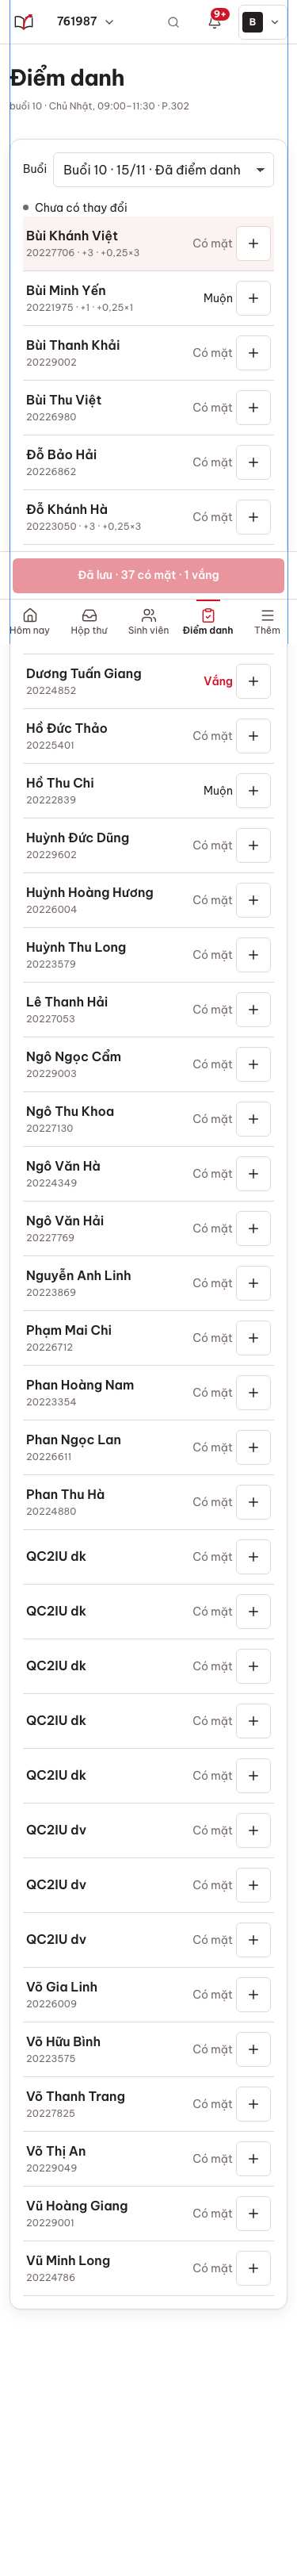 761987
9+
B
Điểm danh
buổi 10 · Chủ Nhật, 09:00–11:30 · P.302
Buổi
Buổi 10 · 15/11 · Đã điểm danh
Chưa có thay đổi
Bùi Khánh Việt
Có mặt
20227706 · +3 · +0,25×3
Bùi Minh Yến
Muộn
20221975 · +1 · +0,25×1
Bùi Thanh Khải
Có mặt
20229002
Bùi Thu Việt
Có mặt
20226980
Đỗ Bảo Hải
Có mặt
20226862
Đỗ Khánh Hà
Có mặt
20223050 · +3 · +0,25×3
Đã lưu · 37 có mặt · 1 vắng
Hôm nay
Hộp thư
Sinh viên
Điểm danh
Thêm
Dương Tuấn Giang
Vắng
20224852
Hồ Đức Thảo
Có mặt
20225401
Hồ Thu Chi
Muộn
20222839
Huỳnh Đức Dũng
Có mặt
20229602
Huỳnh Hoàng Hương
Có mặt
20226004
Huỳnh Thu Long
Có mặt
20223579
Lê Thanh Hải
Có mặt
20227053
Ngô Ngọc Cẩm
Có mặt
20229003
Ngô Thu Khoa
Có mặt
20227130
Ngô Văn Hà
Có mặt
20224349
Ngô Văn Hải
Có mặt
20227769
Nguyễn Anh Linh
Có mặt
20223869
Phạm Mai Chi
Có mặt
20226712
Phan Hoàng Nam
Có mặt
20223354
Phan Ngọc Lan
Có mặt
20226611
Phan Thu Hà
Có mặt
20224880
QC2IU dk
Có mặt
QC2IU dk
Có mặt
QC2IU dk
Có mặt
QC2IU dk
Có mặt
QC2IU dk
Có mặt
QC2IU dv
Có mặt
QC2IU dv
Có mặt
QC2IU dv
Có mặt
Võ Gia Linh
Có mặt
20226009
Võ Hữu Bình
Có mặt
20223575
Võ Thanh Trang
Có mặt
20227825
Võ Thị An
Có mặt
20229049
Vũ Hoàng Giang
Có mặt
20229001
Vũ Minh Long
Có mặt
20224786